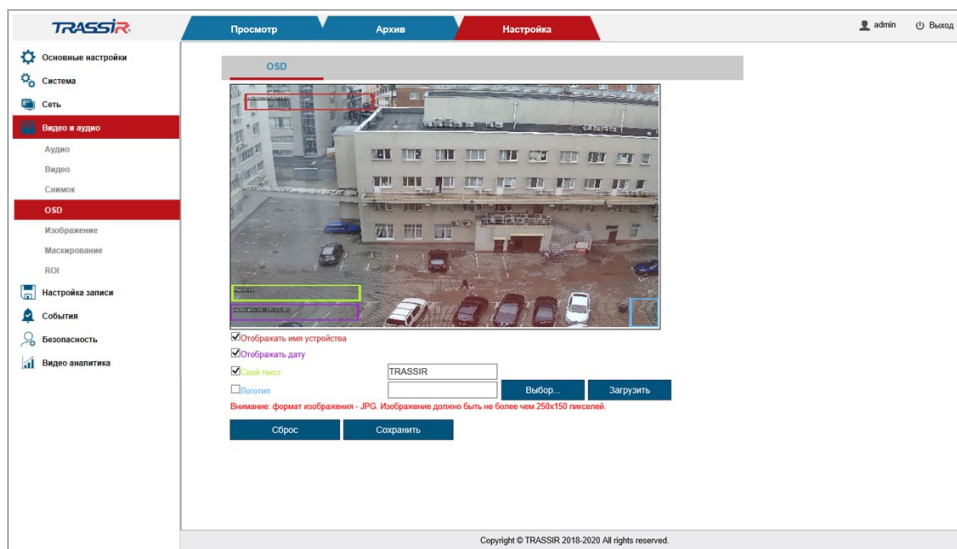 TRASSIR
Просмотр
Архив
Настройка
admin
Выход
Основные настройки
Система
Сеть
Видео и аудио
Аудио
Видео
Снимок
OSD
Изображение
Маскирование
ROI
Настройка записи
События
Безопасность
Видео аналитика
OSD
Отображать имя устройства
Отображать дату
Свой текст
TRASSIR
Логотип
Выбор...
Загрузить
Внимание: формат изображения - JPG. Изображение должно быть не более чем 250x150 пикселей.
Сброс
Сохранить
Copyright © TRASSIR 2018-2020 All rights reserved.